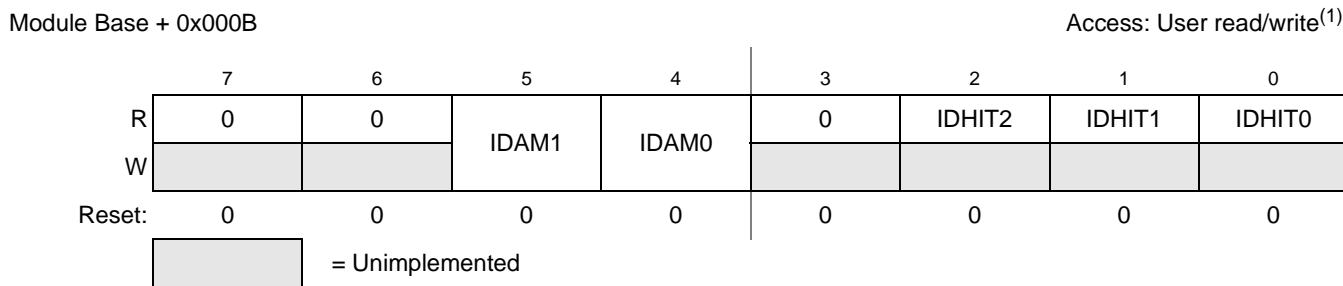 Module Base + 0x000B Access: User read/write(1)
7 6 5 4 3 2 1 0
R 0 0 IDAM1 IDAM0 0 IDHIT2 IDHIT1 IDHIT0
W
Reset: 0 0 0 0 0 0 0 0
= Unimplemented